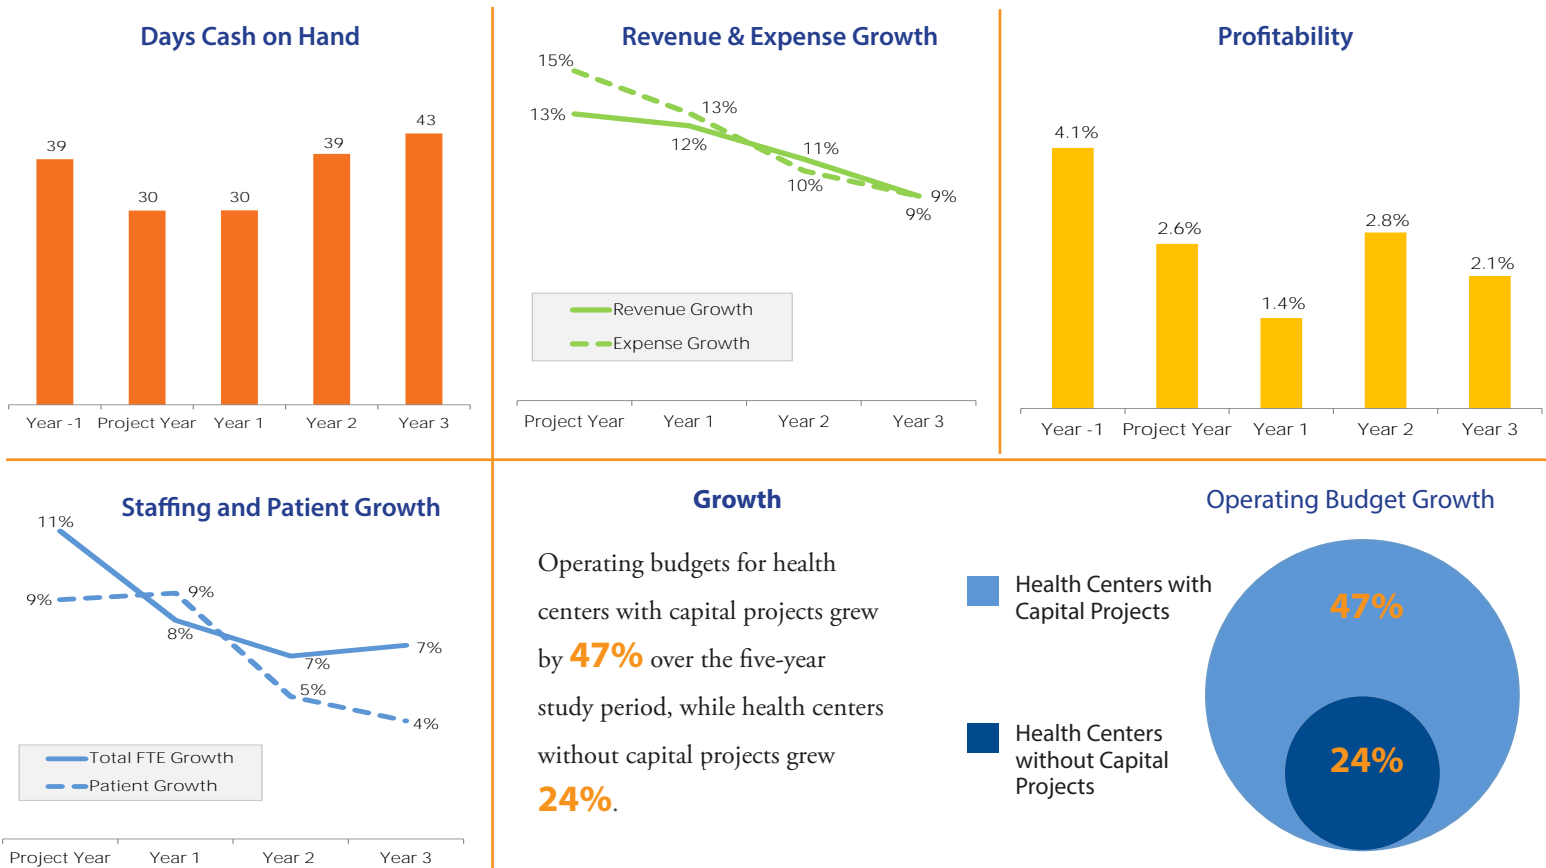 Days Cash on Hand
39
30
30
39
43
Year -1 Project Year Year 1 Year 2 Year 3
Revenue & Expense Growth
15%
13%
13%
12%
11%
10%
9%
9%
Revenue Growth
Expense Growth
Project Year Year 1 Year 2 Year 3
Profitability
4.1%
2.6%
1.4%
2.8%
2.1%
Year -1 Project Year Year 1 Year 2 Year 3
Staffing and Patient Growth
11%
9%
9%
8%
7%
7%
5%
4%
Total FTE Growth
Patient Growth
Project Year Year 1 Year 2 Year 3
Growth
Operating budgets for health
centers with capital projects grew
by 47% over the five-year
study period, while health centers
without capital projects grew
24%.
Operating Budget Growth
Health Centers with
Capital Projects
47%
Health Centers
without Capital
Projects
24%